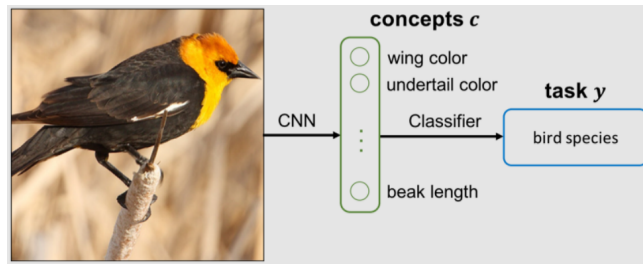 concepts c
wing color
undertail color
CNN
beak length
Classifier
task y
bird species